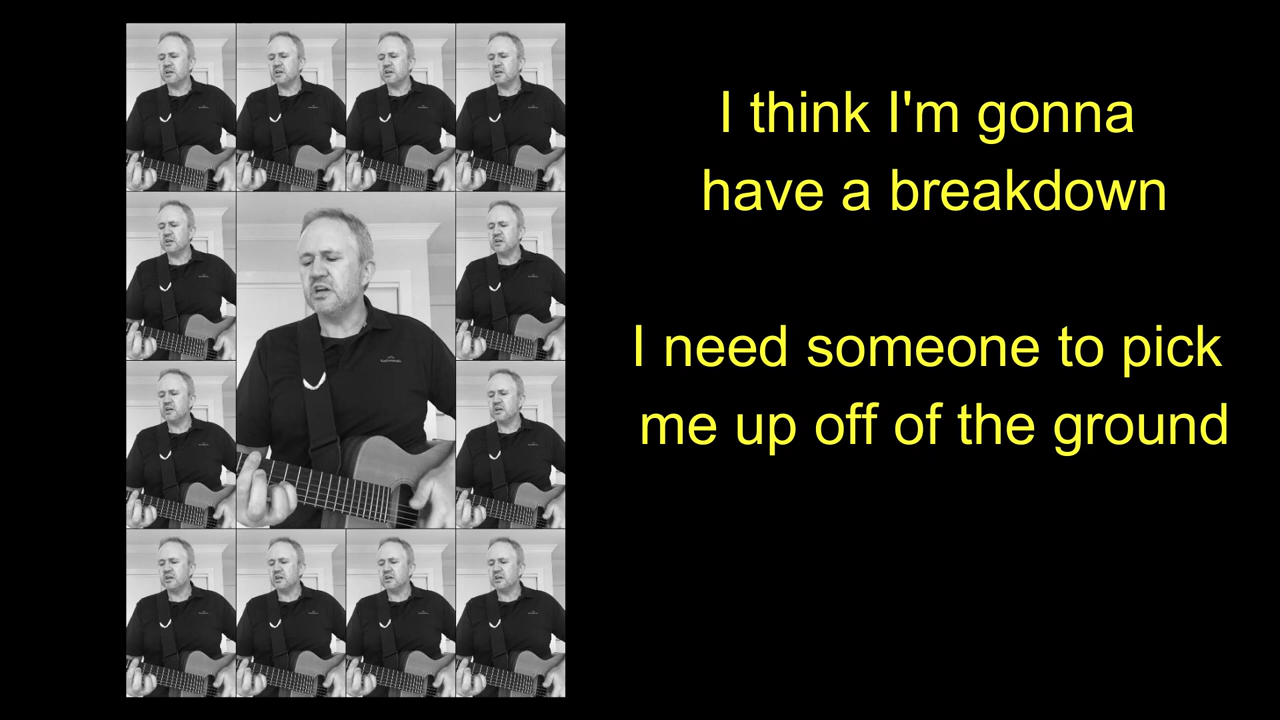 I think I'm gonna
have a breakdown
I need someone to pick
me up off of the ground